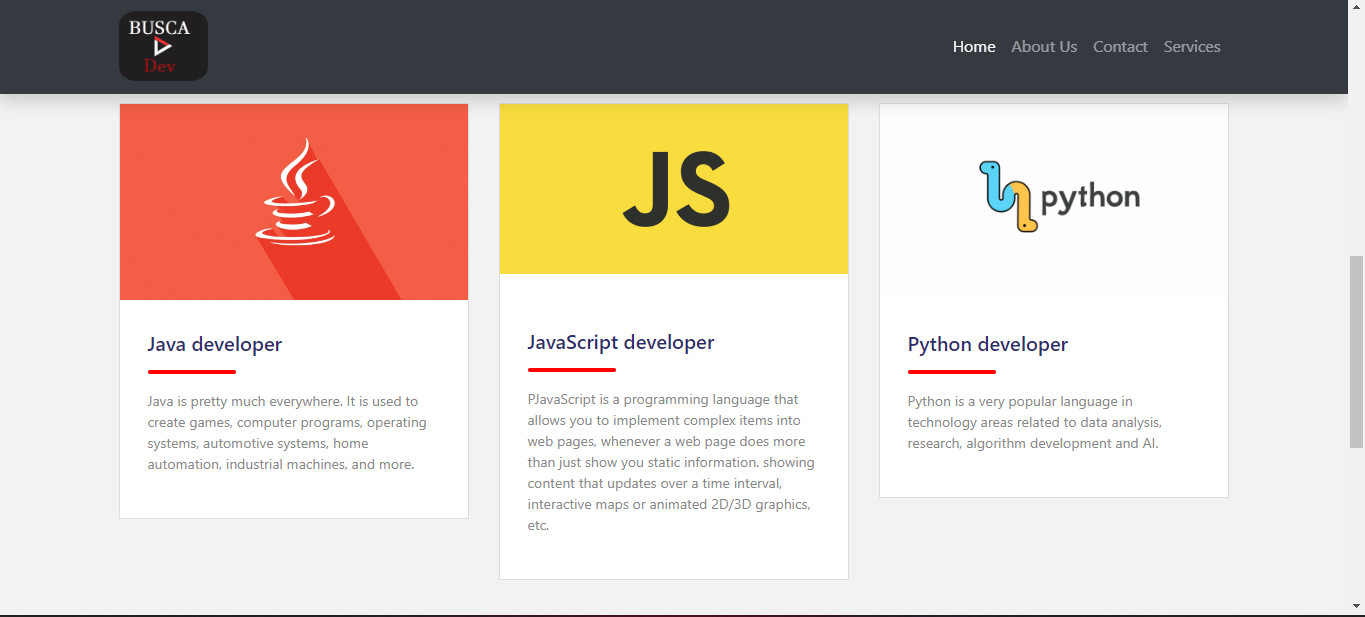 BUSCA
Dev
Home About Us Contact Services
JS
python
Java developer
Java is pretty much everywhere. It is used to
create games, computer programs, operating
systems, automotive systems, home
automation, industrial machines, and more.
JavaScript developer
PJavaScript is a programming language that
allows you to implement complex items into
web pages, whenever a web page does more
than just show you static information. showing
content that updates over a time interval,
interactive maps or animated 2D/3D graphics,
etc.
Python developer
Python is a very popular language in
technology areas related to data analysis,
research, algorithm development and AI.